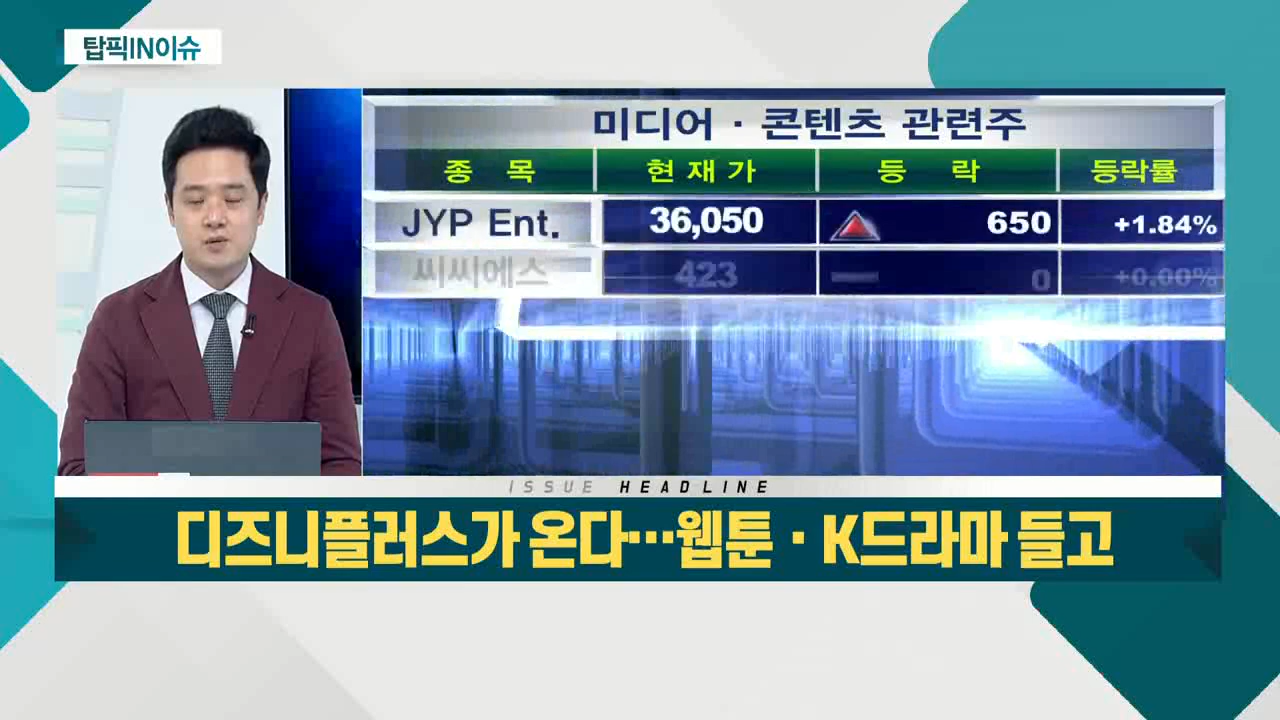 탑픽IN이슈
미디어 · 콘텐츠 관련주
종 목 현재가 등 락 등락률
JYP Ent. 36,050 650 +1.84%
씨씨에스 423 0 +0.00%
ISSUE HEADLINE
디즈니플러스가 온다…웹툰 · K드라마 들고